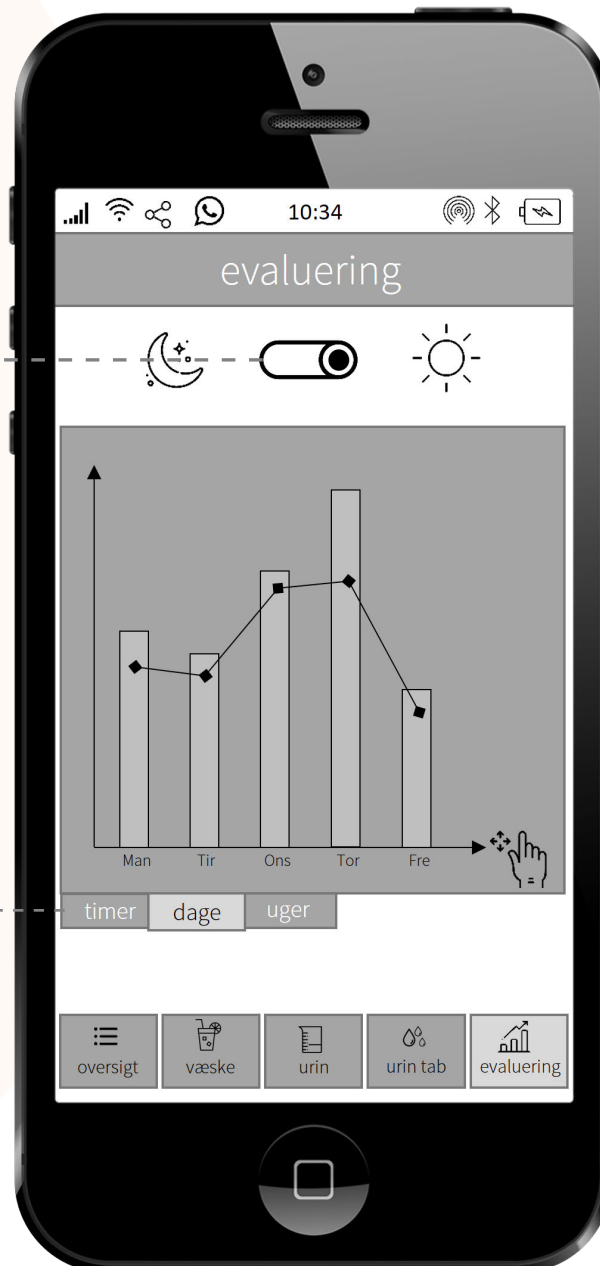 10:34
evaluering
Man Tir Ons Tor Fre
timer dage uger
oversigt væske urin urin tab evaluering